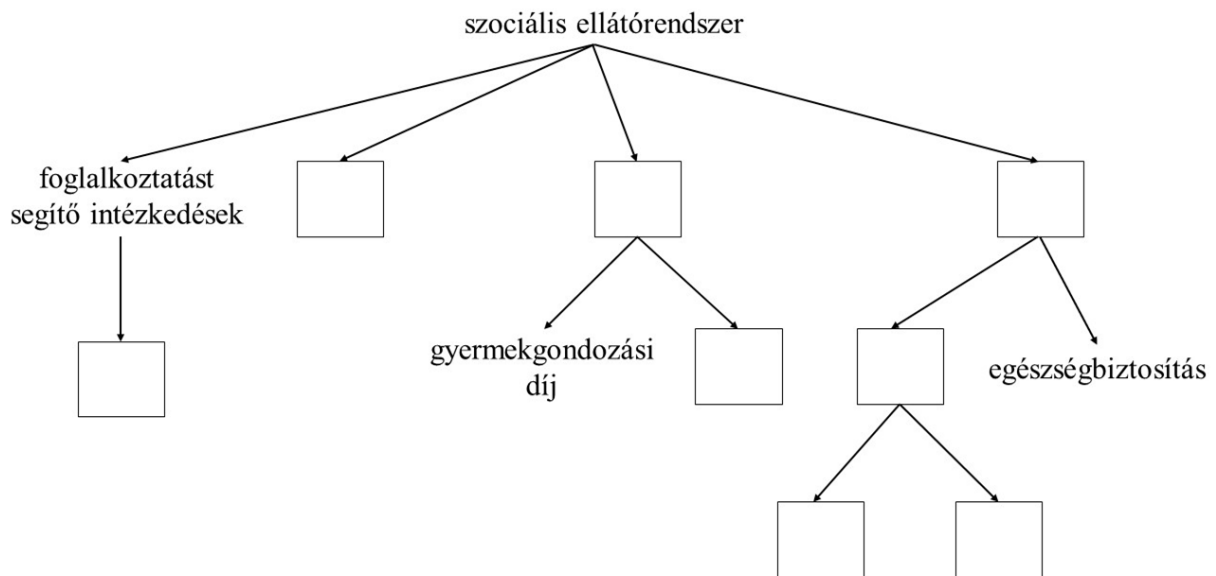 szociális ellátórendszer
foglalkoztatást
segítő intézkedések
gyermekgondozási
díj
egészségbiztosítás